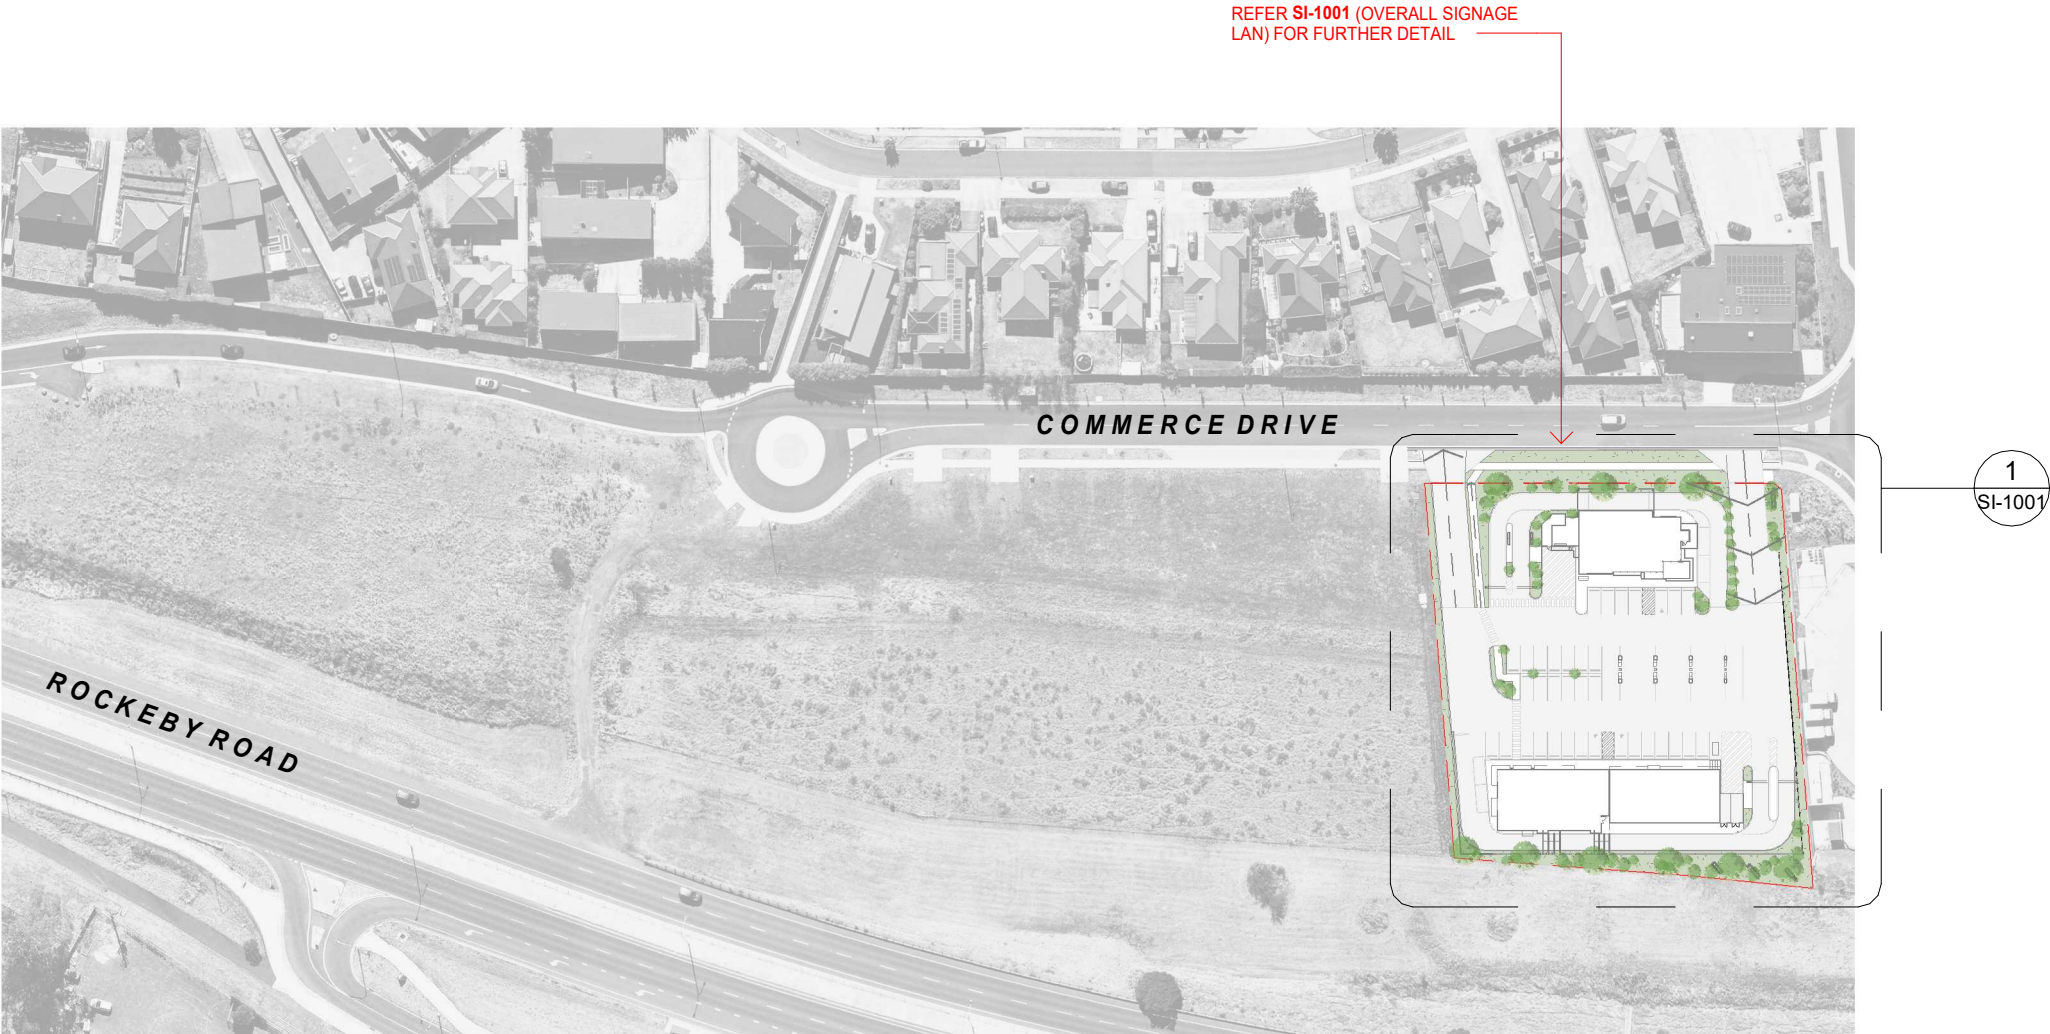 REFER SI-1001 (OVERALL SIGNAGE
LAN) FOR FURTHER DETAIL
COMMERCE DRIVE
1
SI-1001
ROCKEBY ROAD